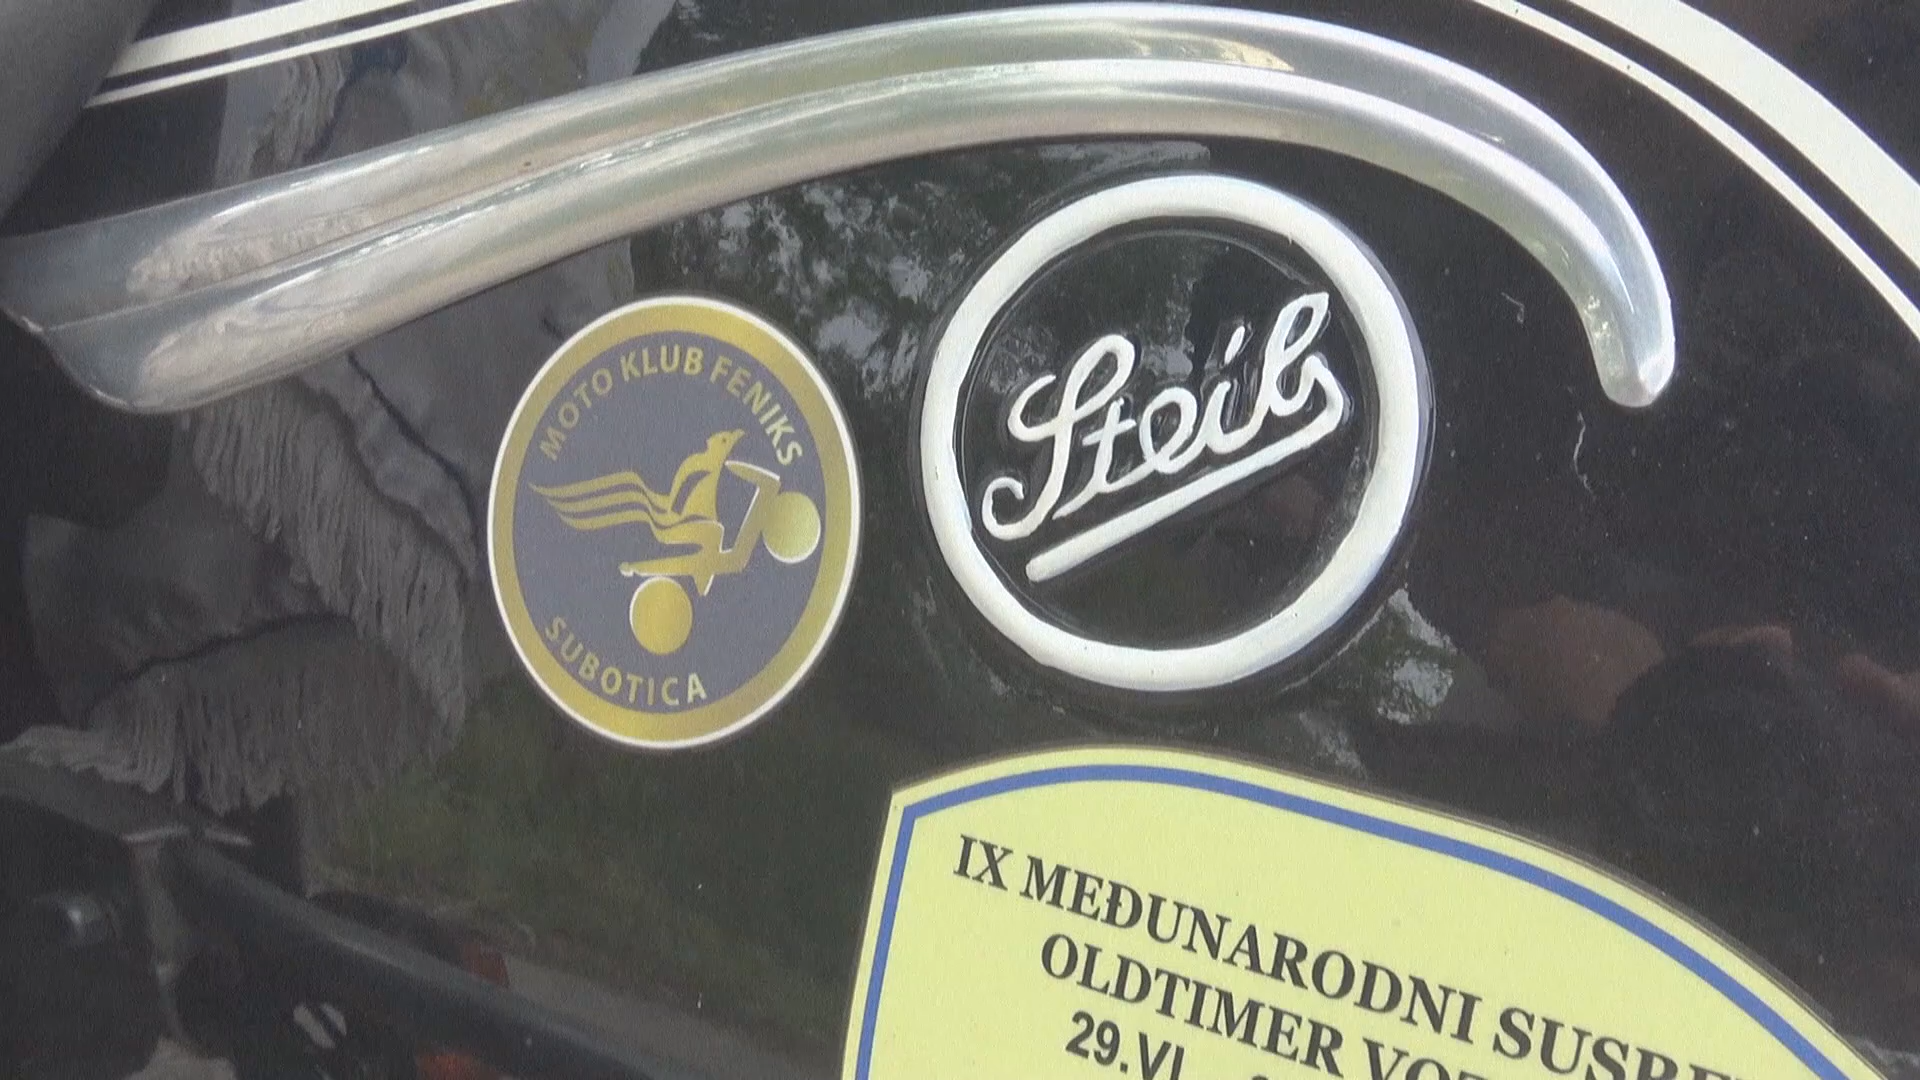 MOTO KLUB FENIKS
SUBOTICA
Steib
IX MEĐUNARODNI
OLDTIMER
29.VI